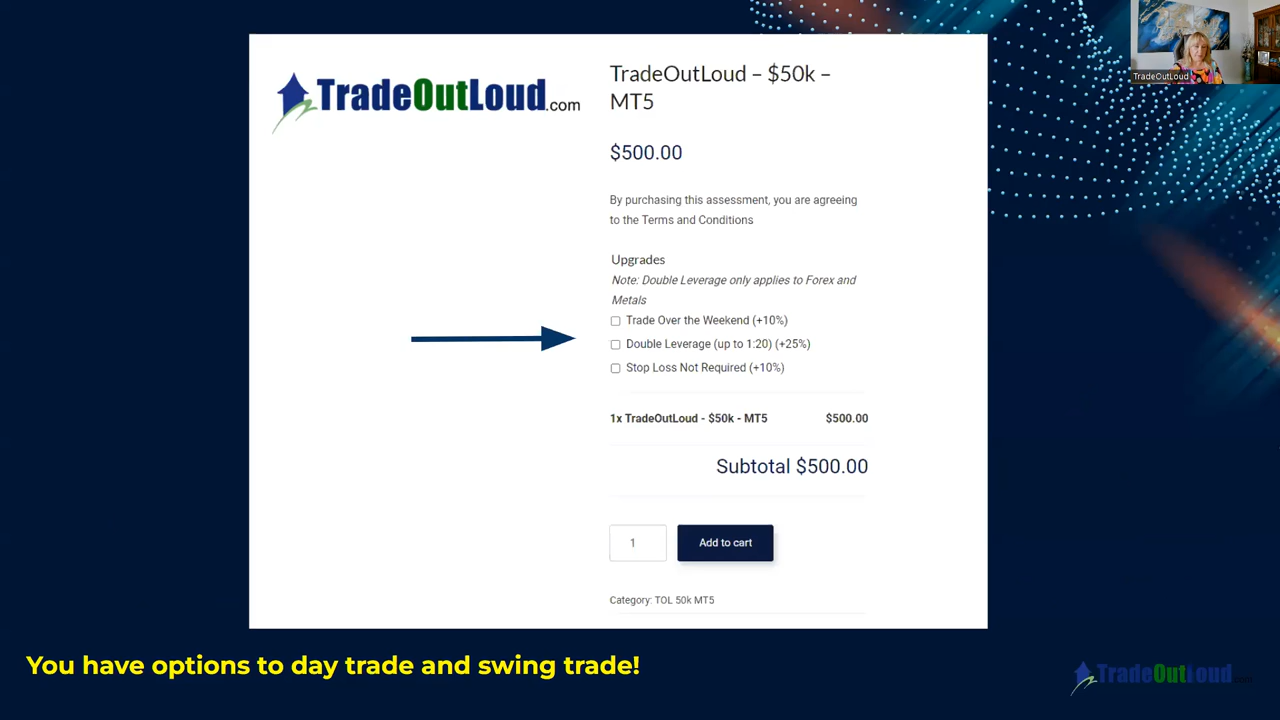 TradeOutLoud
TradeOutLoud.com
TradeOutLoud – $50k –
MT5
$500.00
By purchasing this assessment, you are agreeing
to the Terms and Conditions
Upgrades
Note: Double Leverage only applies to Forex and
Metals
Trade Over the Weekend (+10%)
Double Leverage (up to 1:20) (+25%)
Stop Loss Not Required (+10%)
1x TradeOutLoud - $50k - MT5 $500.00
Subtotal $500.00
1 Add to cart
Category: TOL 50k MT5
You have options to day trade and swing trade!
TradeOutLoud.com